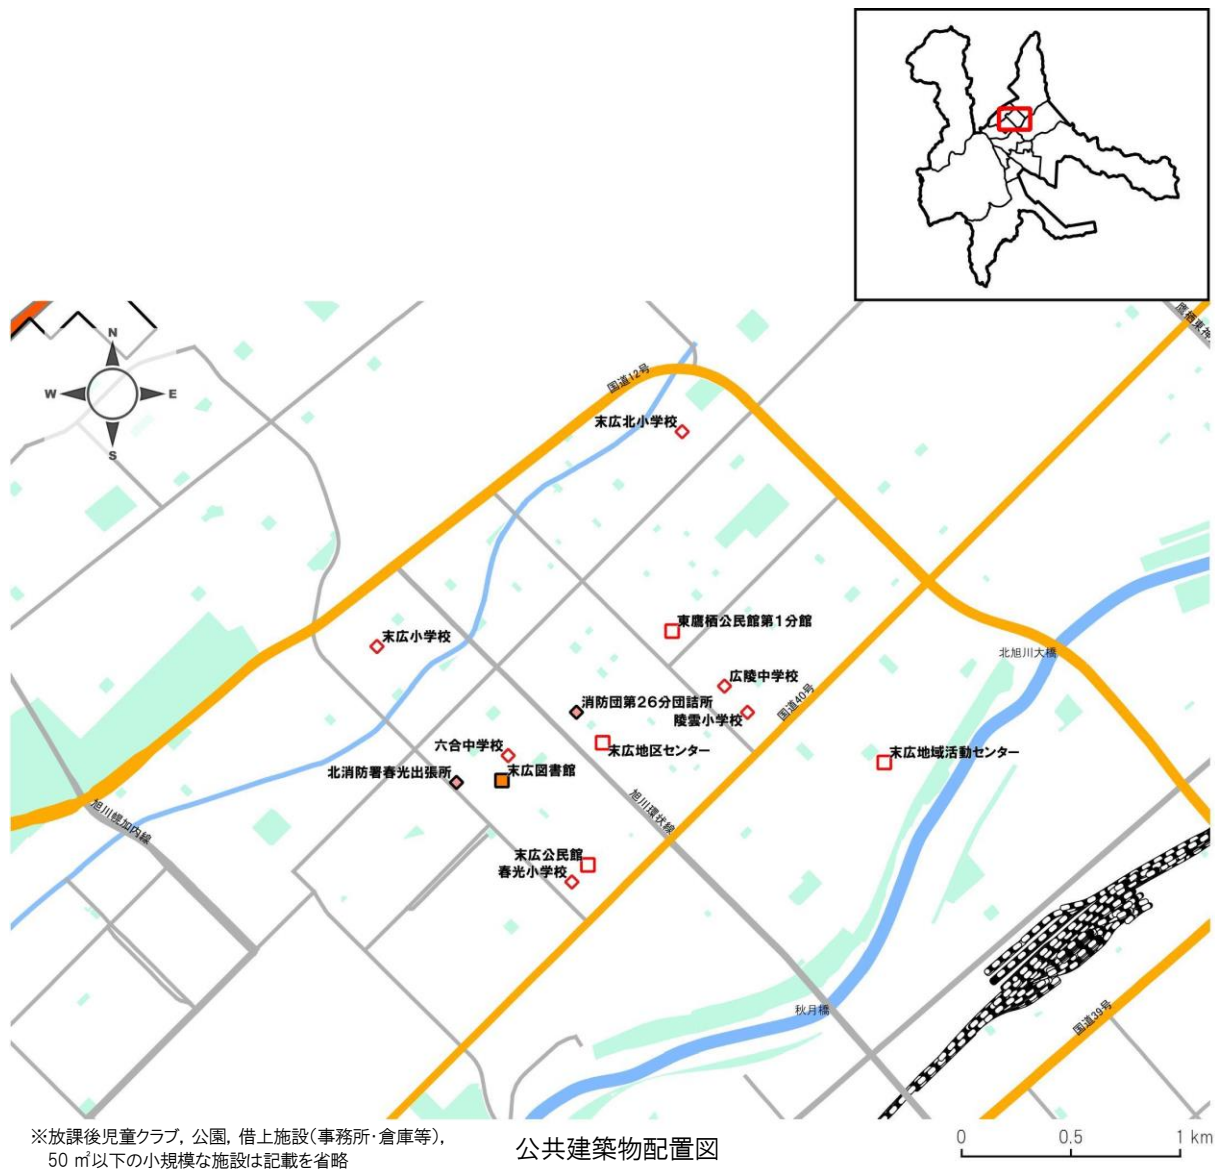 鷹栖東神
N
W
E
S
国道12号
末広北小学校
東鷹栖公民館第1分館
末広小学校
北旭川大橋
広陵中学校
国道40号
消防団第26分団詰所
陵雲小学校
六合中学校
末広地区センター
末広地域活動センター
北消防署春光出張所
末広図書館
旭川幌加内線
旭川環状線
末広公民館
春光小学校
秋月橋
国道39号
※放課後児童クラブ, 公園, 借上施設(事務所・倉庫等),
50 ㎡以下の小規模な施設は記載を省略
公共建築物配置図
0 0.5 1 km